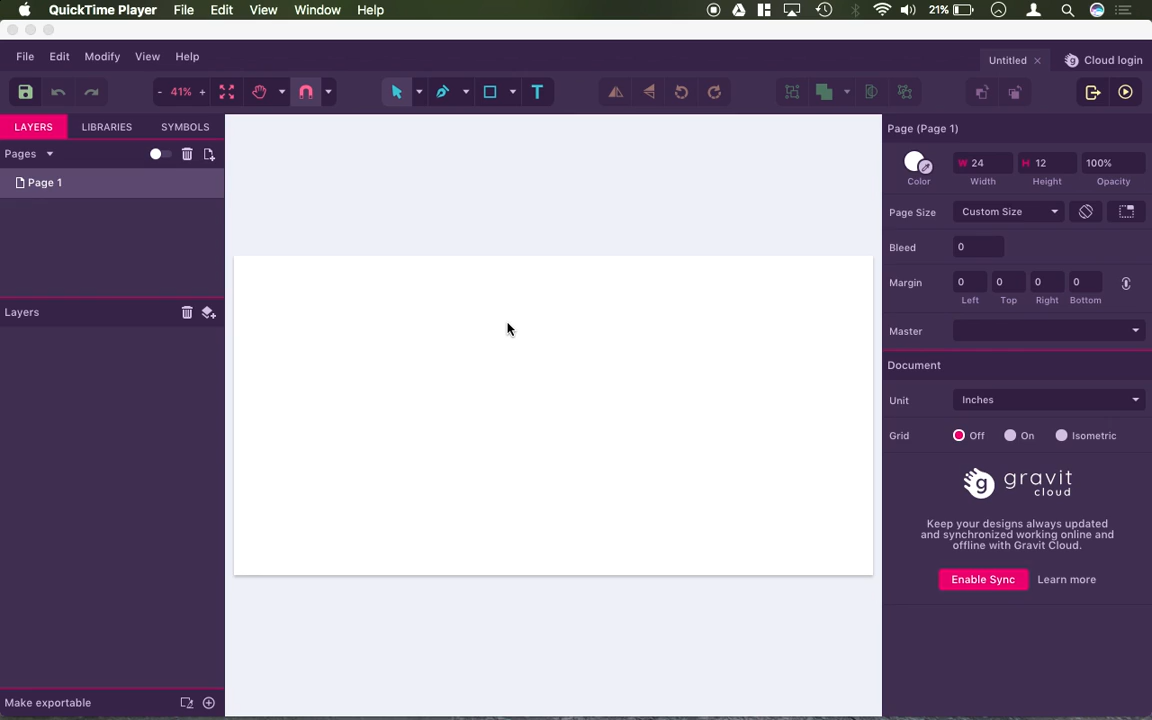 QuickTime Player File Edit View Window Help 21%
File Edit Modify View Help Untitled Cloud login
- 41% + T
LAYERS LIBRARIES SYMBOLS
Pages
Page 1
Layers
Make exportable
Page (Page 1)
W 24 H 12 100%
Color Width Height Opacity
Page Size Custom Size
Bleed 0
Margin 0 0 0 0
Left Top Right Bottom
Master
Document
Unit Inches
Grid Off On Isometric
g gravit
cloud
Keep your designs always updated
and synchronized working online and
offline with Gravit Cloud.
Enable Sync Learn more